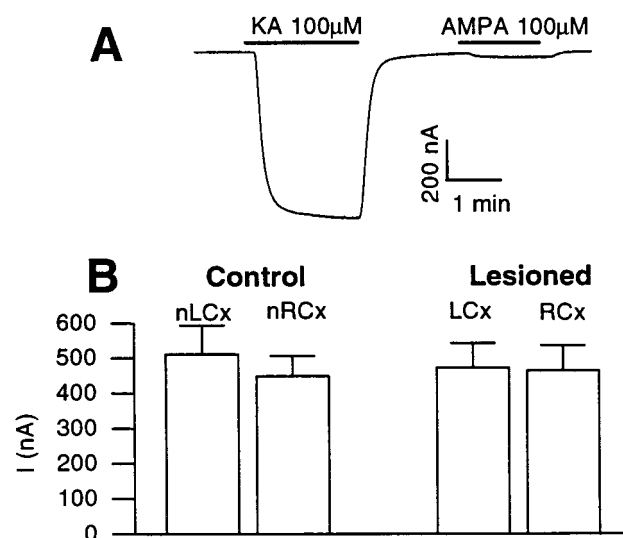 A
KA 100μM
AMPA 100μM
200 nA
1 min
B
Control
Lesioned
nLCx
nRCx
LCx
RCx
I (nA)
600
500
400
300
200
100
0